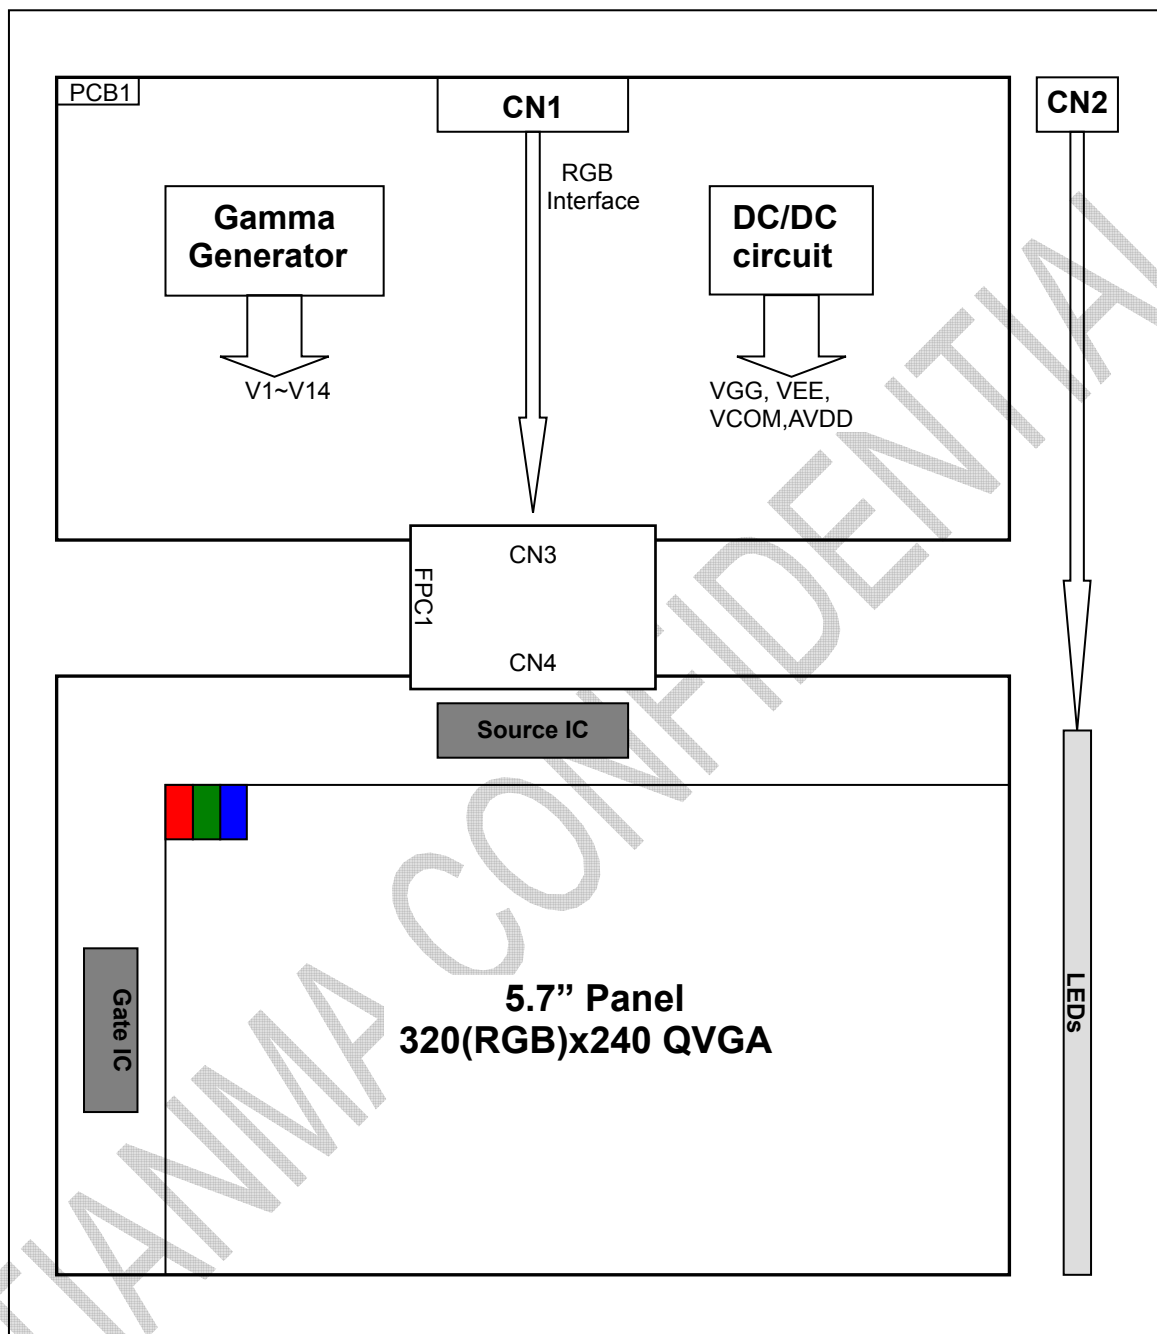 PCB1
CN1
CN2
RGB
Interface
Gamma
Generator
DC/DC
circuit
V1~V14
VGG, VEE,
VCOM,AVDD
CN3
FPC1
CN4
Source IC
Gate IC
5.7” Panel
320(RGB)x240 QVGA
LEDs
TIANMA CONFIDENTIAL